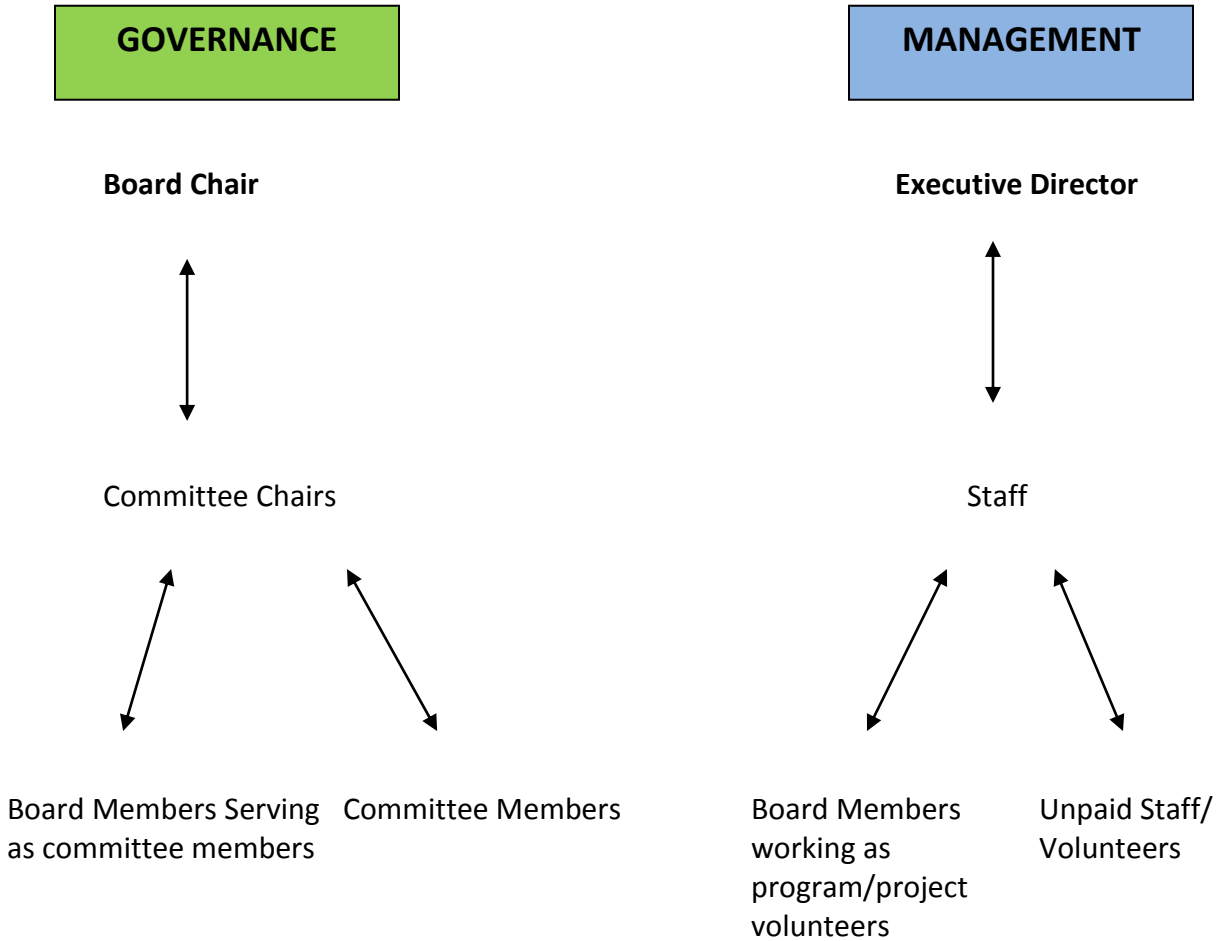 GOVERNANCE
MANAGEMENT
Board Chair
Executive Director
Committee Chairs
Staff
Board Members Serving
as committee members
Committee Members
Board Members
working as
program/project
volunteers
Unpaid Staff/
Volunteers